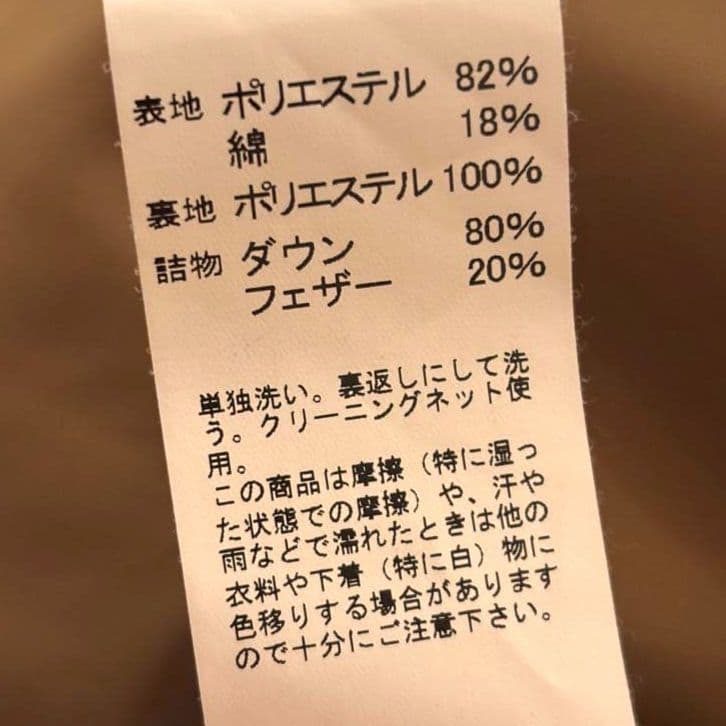 表地 ポリエステル 82%
綿 18%
裏地 ポリエステル 100%
詰物 ダウン 80%
フェザー 20%
単独洗い。裏返しにして洗
う。クリーニングネット使
用。
この商品は摩擦（特に湿っ
た状態での摩擦）や、汗や
雨などで濡れたときは他の
衣料や下着（特に白）物に
色移りする場合があります
ので十分にご注意下さい。